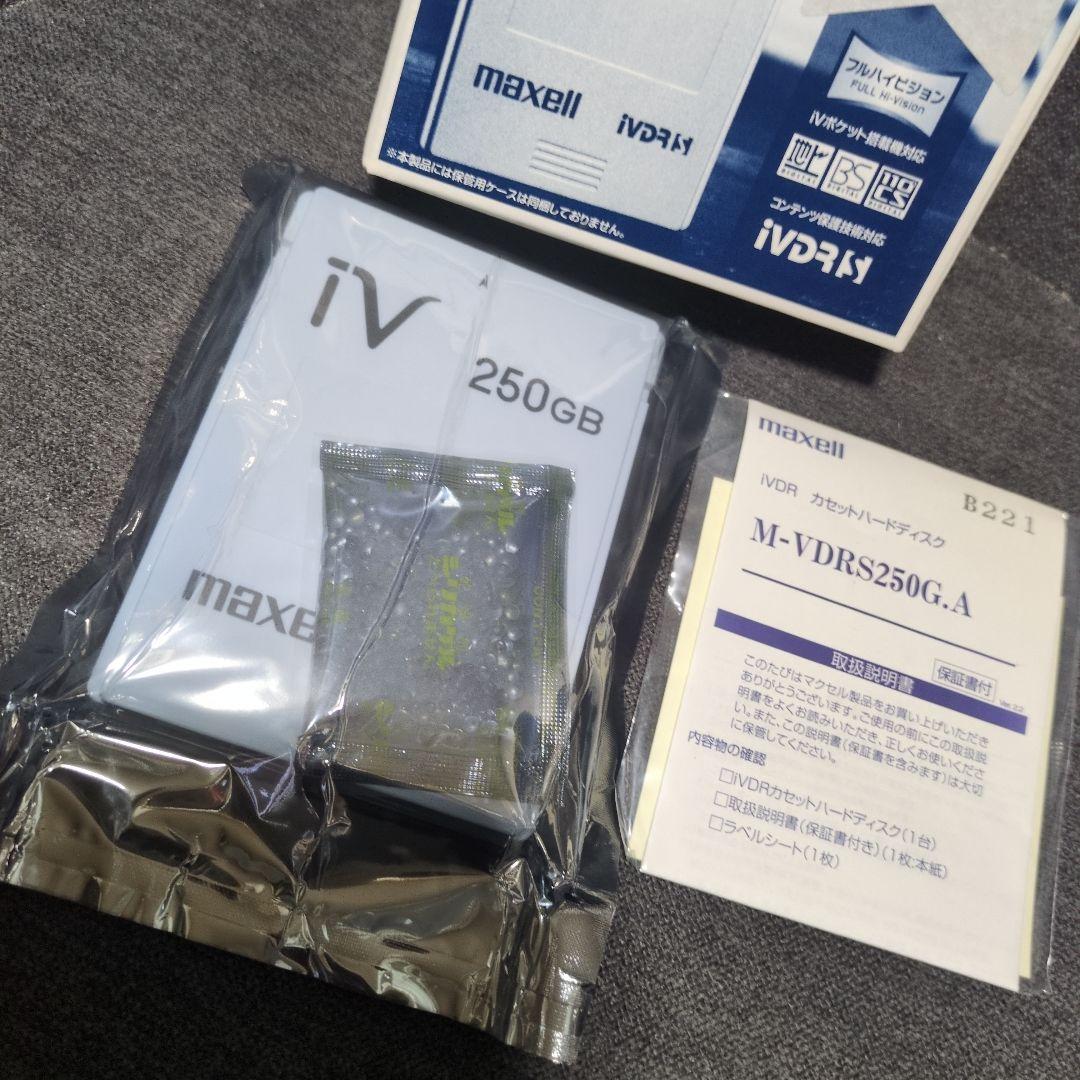 maxell
iVDR-S
※本製品には保管用ケースは同梱しておりません。
フルハイビジョン
FULL Hi-Vision
iVポケット搭載機対応
地上
DIGITAL
BS
DIGITAL
110
CS
DIGITAL
コンテンツ保護技術対応
iVDR-S
iV
250GB
maxe
maxell
B221
iVDR カセットハードディスク
M-VDRS250G.A
取扱説明書
保証書付
Ver.2.2
このたびはマクセル製品をお買い上げいただき
ありがとうございます。ご使用の前にこの取扱説
明書をよくお読みいただき、正しくお使いくださ
い。また、この説明書(保証書を含みます)は大切
に保管してください。
内容物の確認
□iVDRカセットハードディスク(1台)
□取扱説明書(保証書付き)(1枚:本紙)
□ラベルシート(1枚)